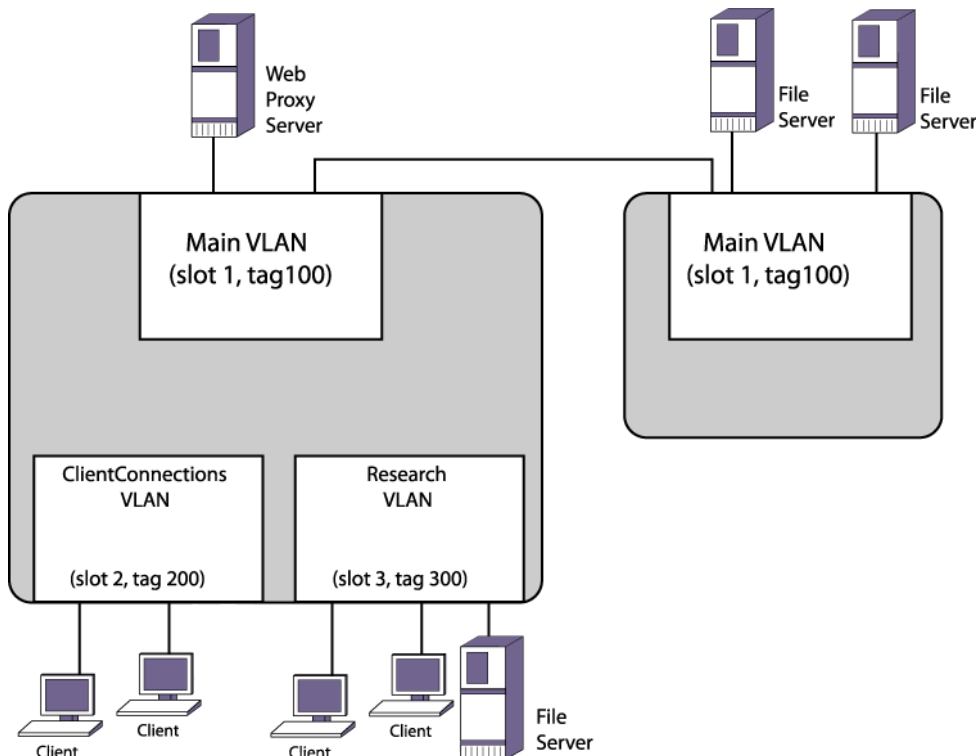 Web
Proxy
Server
File
Server
File
Server
Main VLAN
(slot 1, tag100)
Main VLAN
(slot 1, tag100)
ClientConnections
VLAN
(slot 2, tag 200)
Research
VLAN
(slot 3, tag 300)
Client
Client
Client
Client
File
Server